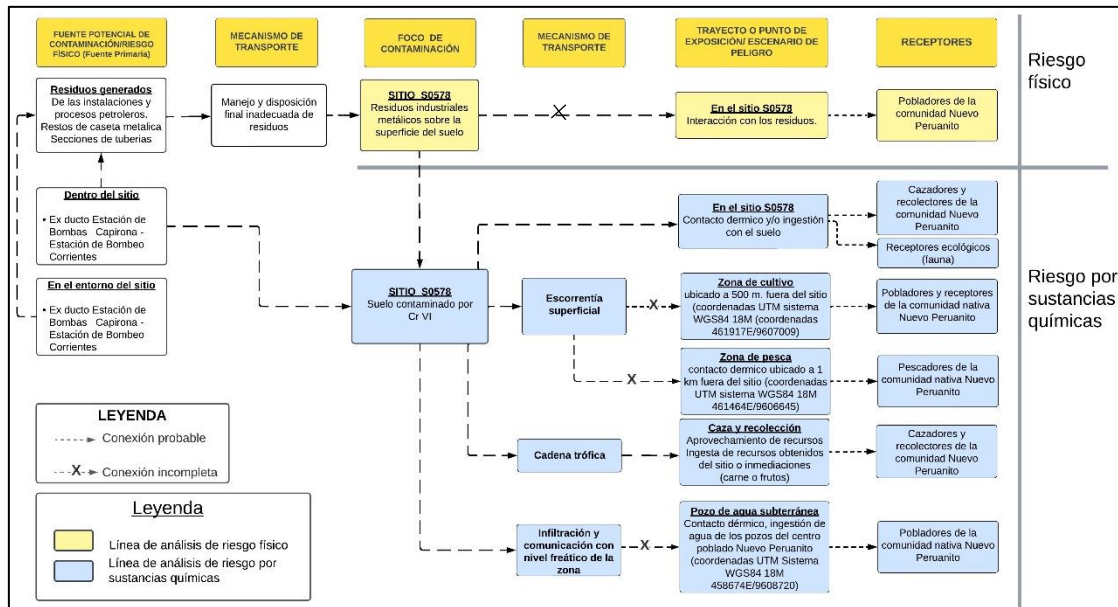 FUENTE POTENCIAL DE
CONTAMINACIÓN/RIESGO
FÍSICO (Fuente Primaria)
MECANISMO DE
TRANSPORTE
FOCO DE
CONTAMINACIÓN
MECANISMO DE
TRANSPORTE
TRAYECTO O PUNTO DE
EXPOSICIÓN/ ESCENARIO DE
PELIGRO
RECEPTORES
Riesgo
físico
Residuos generados
De las instalaciones y
procesos petroleros.
Restos de caseta metalica
Secciones de tuberias
Manejo y disposición
final inadecuada de
residuos
SITIO S0578
Residuos industriales
metálicos sobre la
superficie del suelo
X
En el sitio S0578
Interacción con los residuos.
Pobladores de la
comunidad Nuevo
Peruanito
Dentro del sitio
• Ex ducto Estación de
Bombas Capirona -
Estación de Bombeo
Corrientes
En el entorno del sitio
• Ex ducto Estación de
Bombas Capirona -
Estación de Bombeo
Corrientes
SITIO S0578
Suelo contaminado por
Cr VI
En el sitio S0578
Contacto dermico y/o ingestión
con el suelo
Cazadores y
recolectores de la
comunidad Nuevo
Peruanito
Receptores ecológicos
(fauna)
Riesgo por
sustancias
químicas
Escorrentía
superficial
X
Zona de cultivo
ubicado a 500 m. fuera del sitio
(coordenadas UTM sistema
WGS84 18M (coordenadas
461917E/9607009)
Pobladores y receptores
de la comunidad nativa
Nuevo Peruanito
X
Zona de pesca
contacto dermico ubicado a 1
km fuera del sitio (coordenadas
UTM sistema WGS84 18M
461464E/9606645)
Pescadores de la
comunidad nativa Nuevo
Peruanito
Cadena trófica
Caza y recolección
Aprovechamiento de recursos
Ingesta de recursos obtenidos
del sitio o inmediaciones
(carne o frutos)
Cazadores y
recolectores de la
comunidad Nuevo
Peruanito
Infiltración y
comunicación con
nivel freático de la
zona
X
Pozo de agua subterránea
Contacto dérmico, ingestión de
agua de los pozos del centro
poblado Nuevo Peruanito
(coordenadas UTM Sistema
WGS84 18M
458674E/9608720)
Pobladores de la
comunidad nativa Nuevo
Peruanito
LEYENDA
Conexión probable
X
Conexión incompleta
Leyenda
Línea de análisis de riesgo físico
Línea de análisis de riesgo por
sustancias químicas